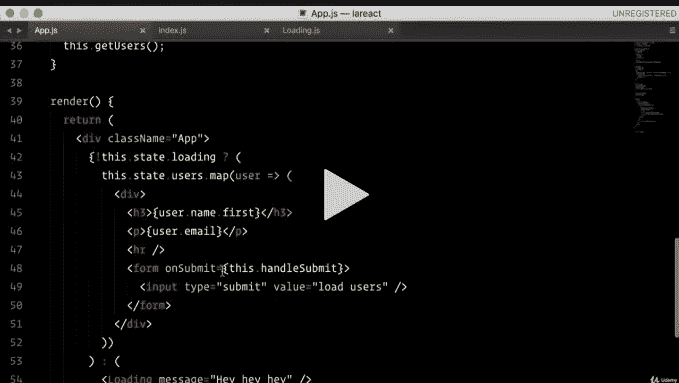 App.js — lareact
UNREGISTERED
App.js
index.js
Loading.js
36 this.getUsers();
37 }
38
39 render() {
40 return (
41 <div className="App">
42 {!this.state.loading ? (
43 this.state.users.map(user => (
44 <div>
45 <h3>{user.name.first}</h3>
46 <p>{user.email}</p>
47 <hr />
48 <form onSubmit={this.handleSubmit}>
49 <input type="submit" value="load users" />
50 </form>
51 </div>
52 ))
53 ) : (
54 <Loading message="Hey hey hey" />
Udemy